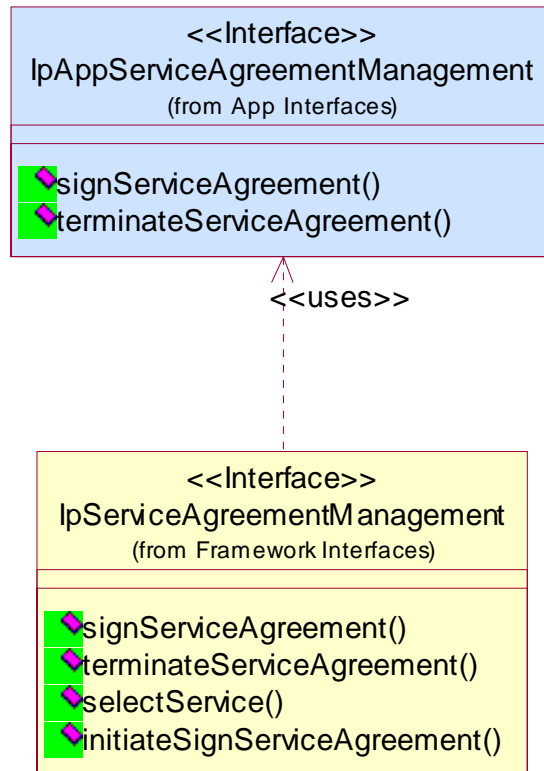 <<Interface>>
IpAppServiceAgreementManagement
(from App Interfaces)
signServiceAgreement()
terminateServiceAgreement()
<<uses>>
<<Interface>>
IpServiceAgreementManagement
(from Framework Interfaces)
signServiceAgreement()
terminateServiceAgreement()
selectService()
initiateSignServiceAgreement()